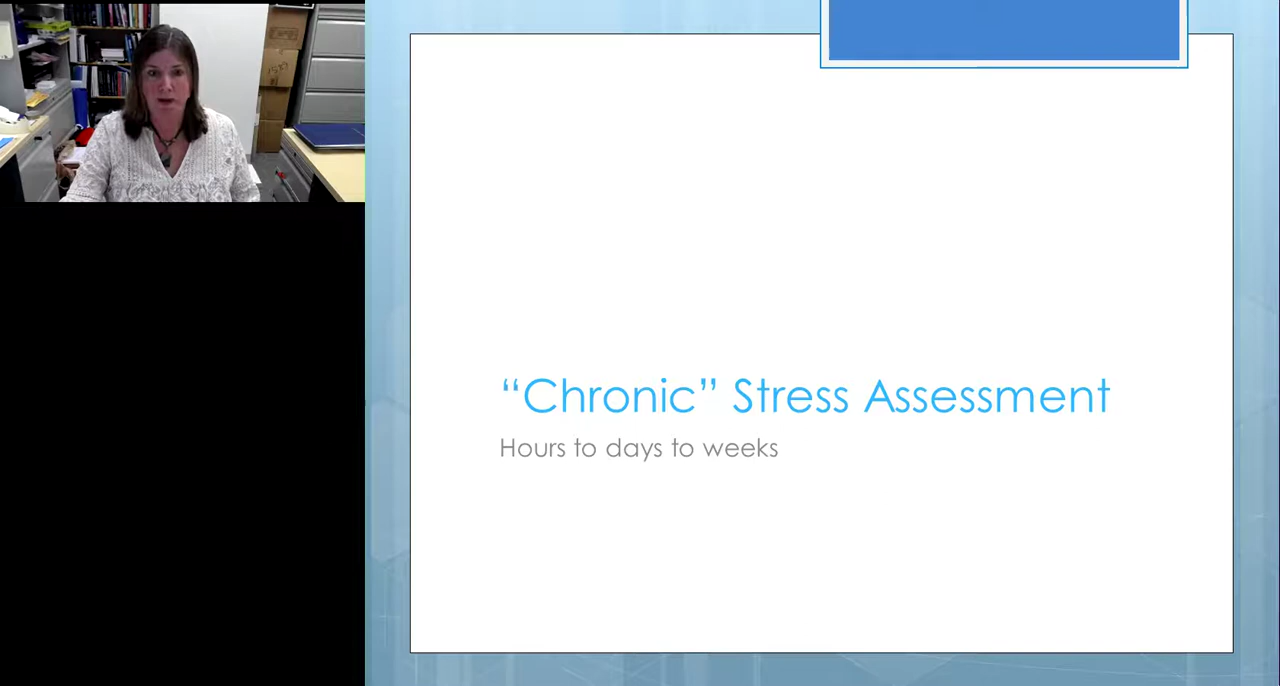 “Chronic” Stress Assessment
Hours to days to weeks